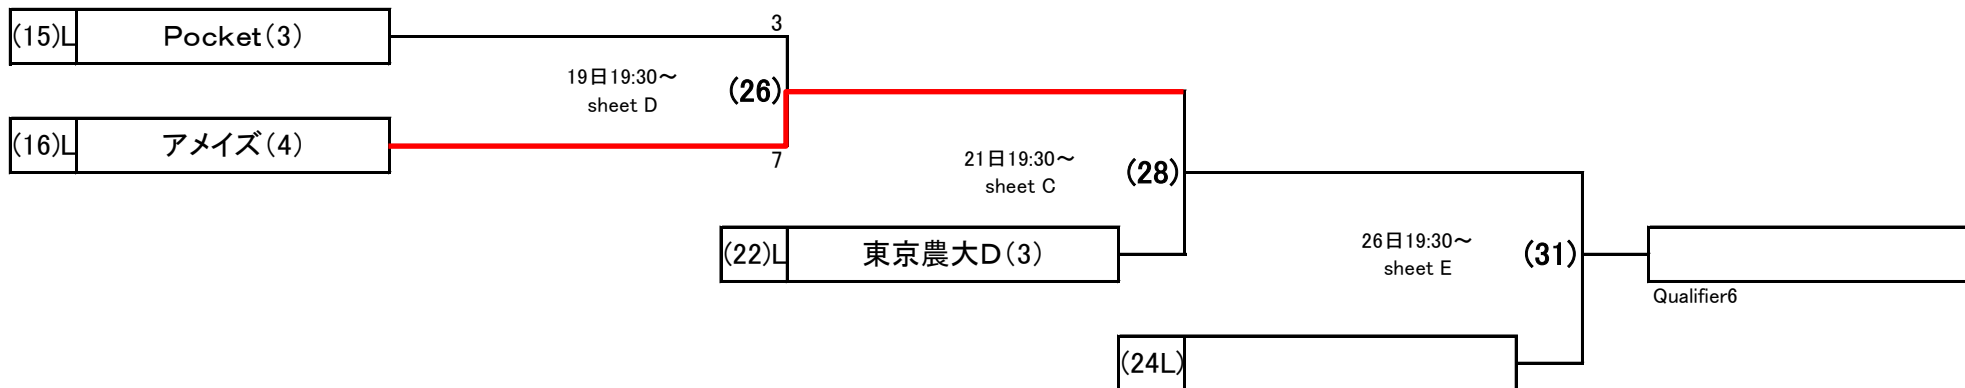 (15)L Pocket(3)
3
19日19:30～
sheet D
(26)
(16)L アメイズ(4)
7
21日19:30～
sheet C
(28)
(22)L 東京農大D(3)
26日19:30～
sheet E
(31)
Qualifier6
(24L)